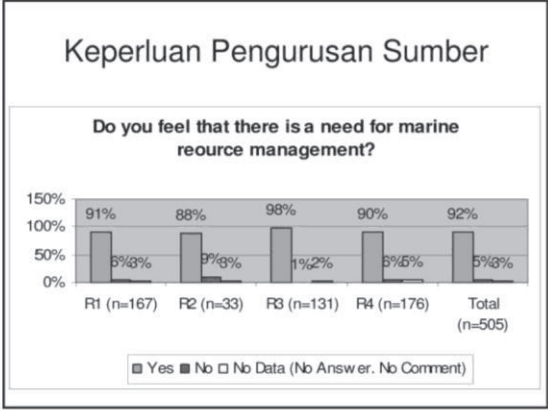 Keperluan Pengurusan Sumber
Do you feel that there is a need for marine
reource management?
150%
100%
50%
0%
91%
6%
3%
88%
9%
3%
98%
1%
2%
90%
6%
5%
92%
5%
3%
R1 (n=167)
R2 (n=33)
R3 (n=131)
R4 (n=176)
Total
(n=505)
Yes
No
No Data (No Answer. No Comment)